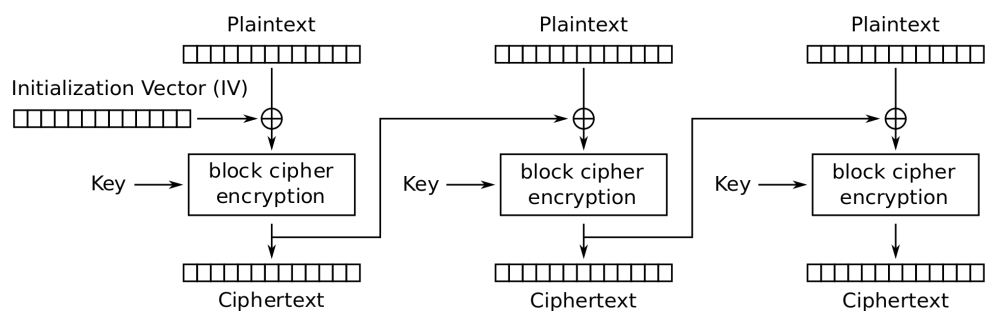 Plaintext
Plaintext
Plaintext
Initialization Vector (IV)
Key
block cipher
encryption
Key
block cipher
encryption
Key
block cipher
encryption
Ciphertext
Ciphertext
Ciphertext